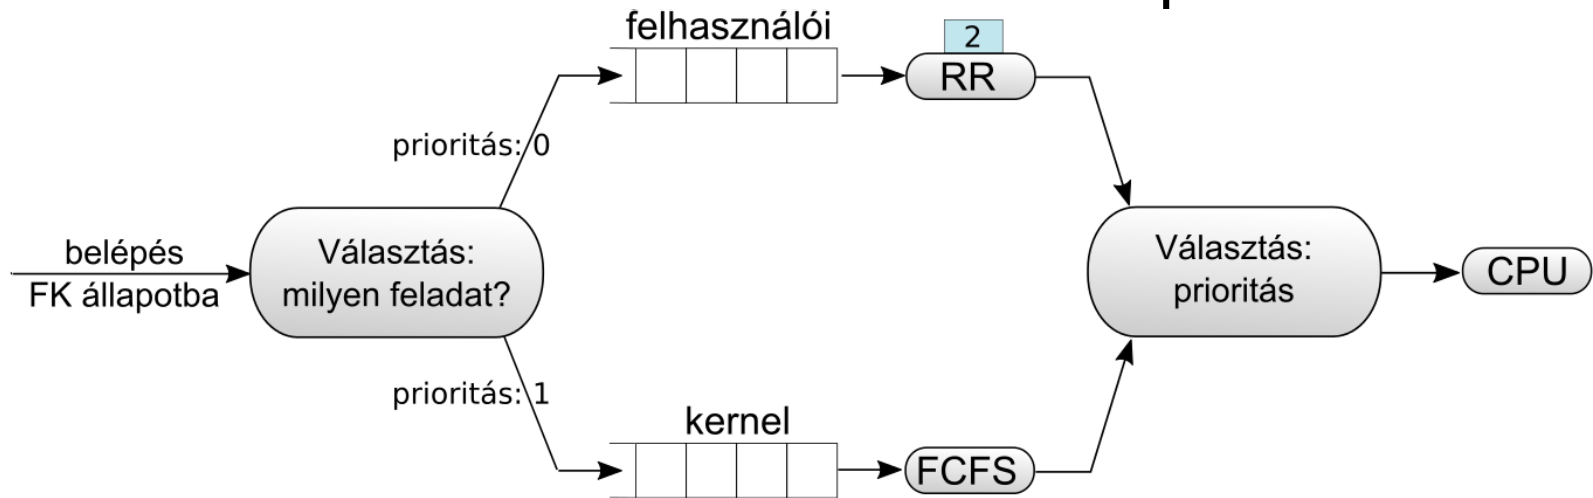 felhasználói
2
RR
prioritás: 0
belépés
FK állapotba
Választás:
milyen feladat?
Választás:
prioritás
CPU
prioritás: 1
kernel
FCFS